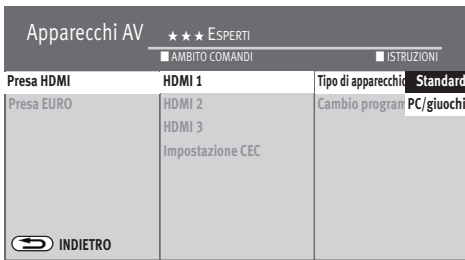 Apparecchi AV ★★★ ESPERTI
AMBITO COMANDI ISTRUZIONI
Presa HDMI HDMI 1 Tipo di apparecchio Standard
Presa EURO HDMI 2 Cambio program PC/giuochi
HDMI 3
Impostazione CEC
INDIETRO